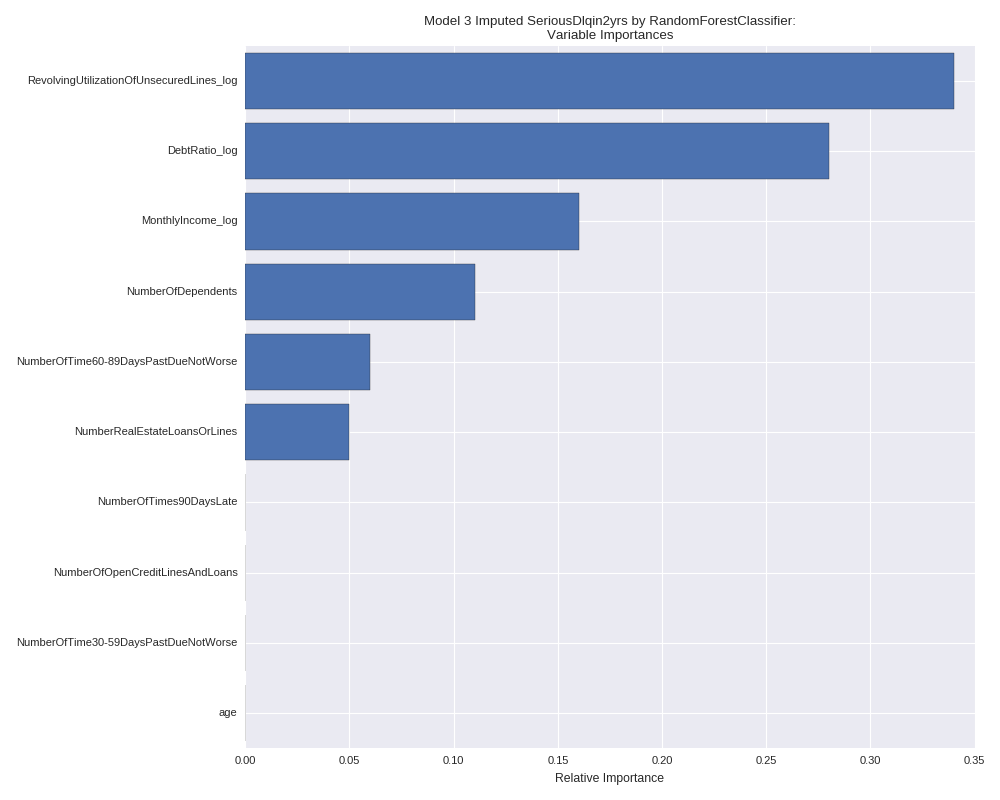 Model 3 Imputed SeriousDlqin2yrs by RandomForestClassifier:
Variable Importances
RevolvingUtilizationOfUnsecuredLines_log
DebtRatio_log
MonthlyIncome_log
NumberOfDependents
NumberOfTime60-89DaysPastDueNotWorse
NumberRealEstateLoansOrLines
NumberOfTimes90DaysLate
NumberOfOpenCreditLinesAndLoans
NumberOfTime30-59DaysPastDueNotWorse
age
0.00 0.05 0.10 0.15 0.20 0.25 0.30 0.35
Relative Importance